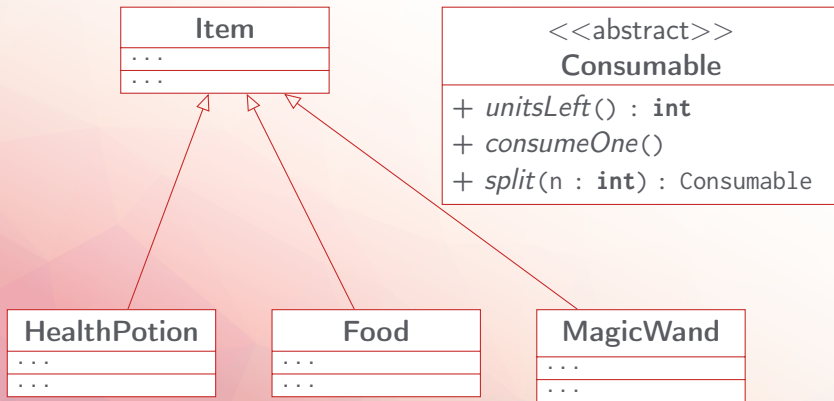 Item
...
...
<<abstract>>
Consumable
+ unitsLeft() : int
+ consumeOne()
+ split(n : int) : Consumable
HealthPotion
...
...
Food
...
...
MagicWand
...
...